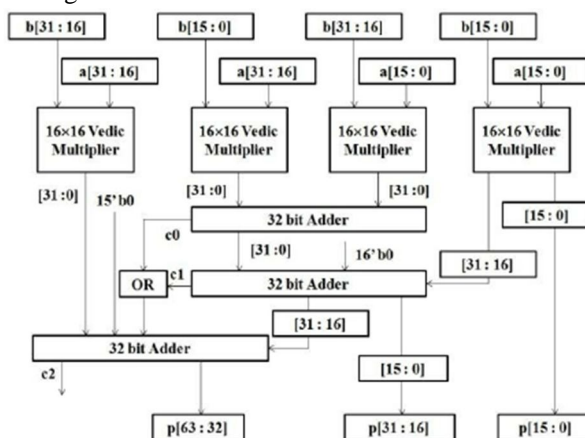 b[31 : 16]
b[15 : 0]
b[31 : 16]
b[15 : 0]
a[31 : 16]
a[31 : 16]
a[15 : 0]
a[15 : 0]
16×16 Vedic
Multiplier
16×16 Vedic
Multiplier
16×16 Vedic
Multiplier
16×16 Vedic
Multiplier
[31 :0]
15' b0
[31 :0]
[31 :0]
[15 : 0]
32 bit Adder
c0
[31 :0]
16' b0
[31 : 16]
OR
c1
32 bit Adder
[31 : 16]
32 bit Adder
c2
[15 : 0]
p[63 : 32]
p[31 : 16]
p[15 : 0]